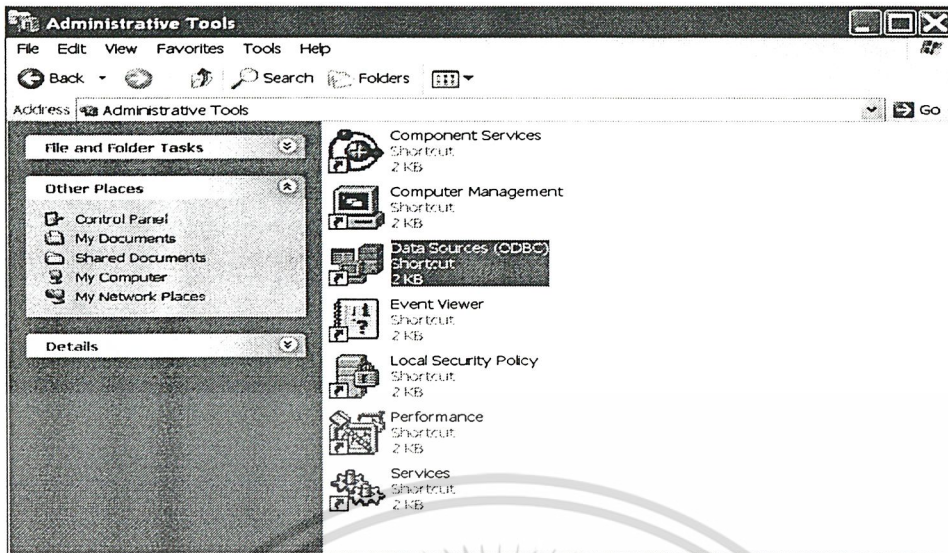 Administrative Tools
File Edit View Favorites Tools Help
Back Search Folders
Address Administrative Tools Go
File and Folder Tasks
Other Places
Control Panel
My Documents
Shared Documents
My Computer
My Network Places
Details
Component Services
Shortcut
2 KB
Computer Management
Shortcut
2 KB
Data Sources (ODBC)
Shortcut
2 KB
Event Viewer
Shortcut
2 KB
Local Security Policy
Shortcut
2 KB
Performance
Shortcut
2 KB
Services
Shortcut
2 KB